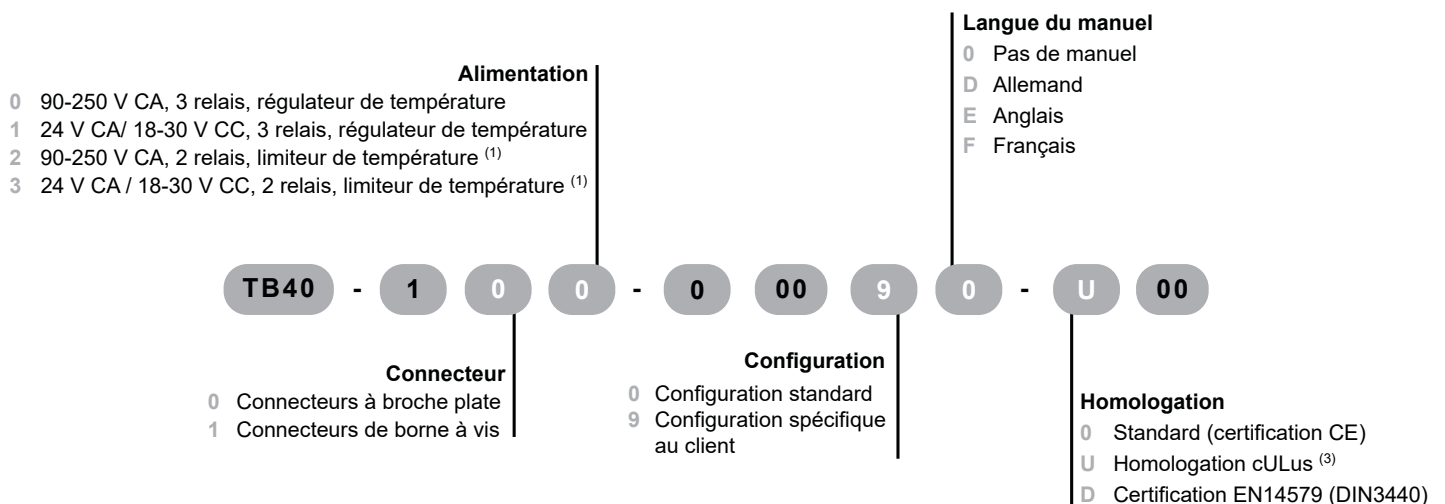 Langue du manuel
0 Pas de manuel
D Allemand
E Anglais
F Français
Alimentation
0 90-250 V CA, 3 relais, régulateur de température
1 24 V CA/ 18-30 V CC, 3 relais, régulateur de température
2 90-250 V CA, 2 relais, limiteur de température (1)
3 24 V CA / 18-30 V CC, 2 relais, limiteur de température (1)
TB40 - 1 0 0 - 0 00 9 0 - U 00
Connecteur
0 Connecteurs à broche plate
1 Connecteurs de borne à vis
Configuration
0 Configuration standard
9 Configuration spécifique
au client
Homologation
0 Standard (certification CE)
U Homologation cULus (3)
D Certification EN14579 (DIN3440)